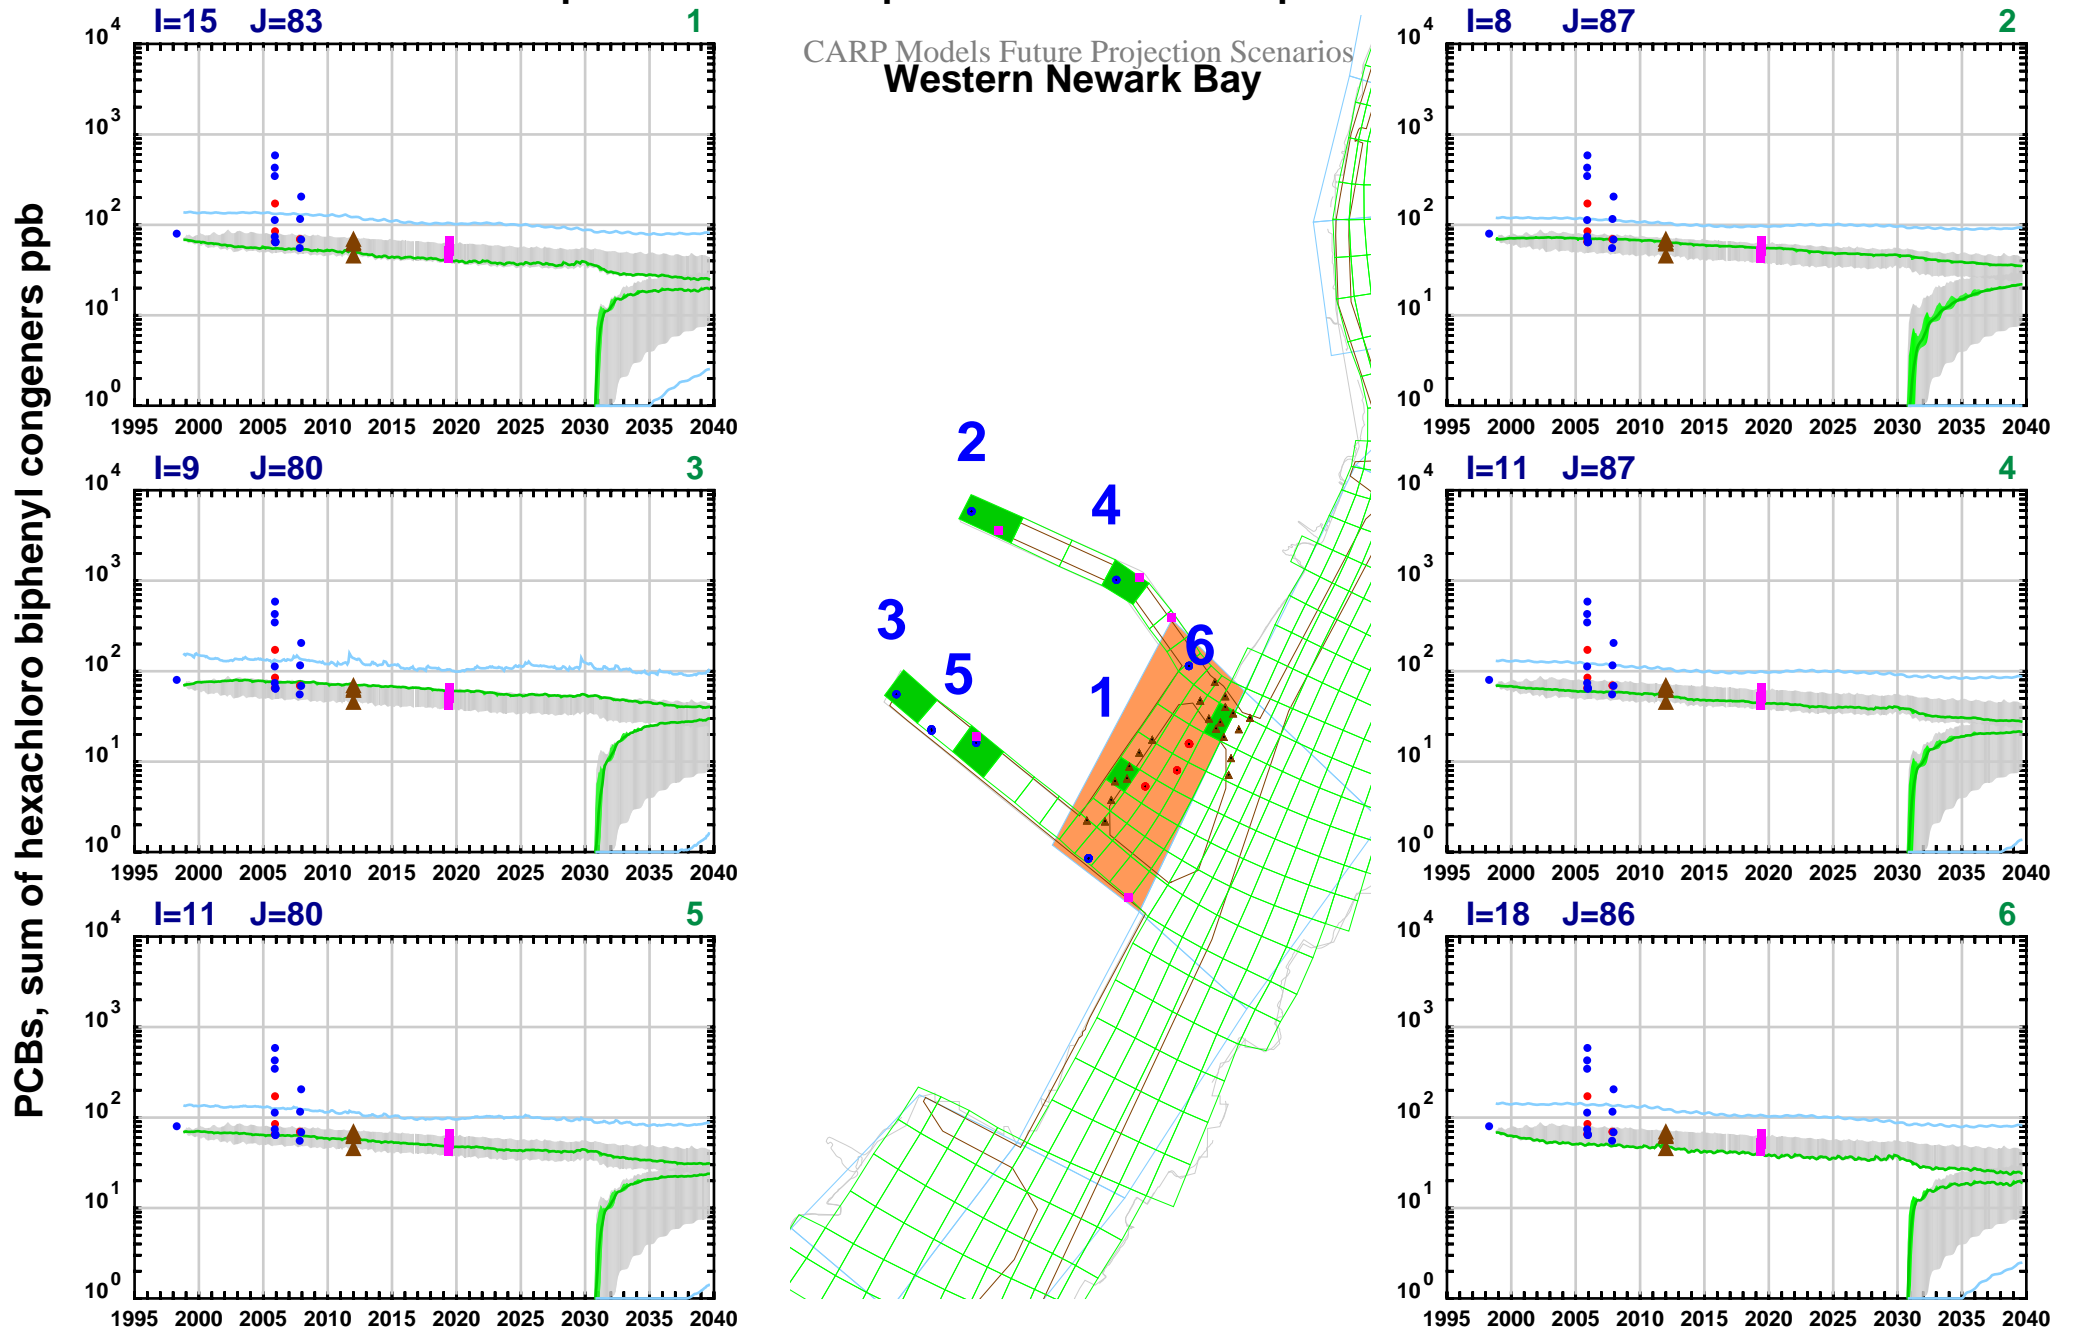 CARP Models Future Projection Scenarios
Western Newark Bay
PCBs, sum of hexachloro biphenyl congeners ppb
I=15 J=83 1
10^4
10^3
10^2
10^1
10^0
1995 2000 2005 2010 2015 2020 2025 2030 2035 2040
I=8 J=87 2
10^4
10^3
10^2
10^1
10^0
1995 2000 2005 2010 2015 2020 2025 2030 2035 2040
I=9 J=80 3
10^4
10^3
10^2
10^1
10^0
1995 2000 2005 2010 2015 2020 2025 2030 2035 2040
I=11 J=87 4
10^4
10^3
10^2
10^1
10^0
1995 2000 2005 2010 2015 2020 2025 2030 2035 2040
I=11 J=80 5
10^4
10^3
10^2
10^1
10^0
1995 2000 2005 2010 2015 2020 2025 2030 2035 2040
I=18 J=86 6
10^4
10^3
10^2
10^1
10^0
1995 2000 2005 2010 2015 2020 2025 2030 2035 2040
2
4
3
6
5
1